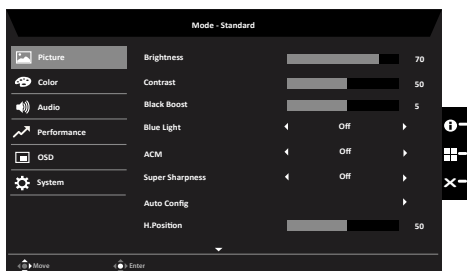 Mode - Standard
Picture
Color
Audio
Performance
OSD
System
Brightness 70
Contrast 50
Black Boost 5
Blue Light Off
ACM Off
Super Sharpness Off
Auto Config
H.Position 50
Move Enter